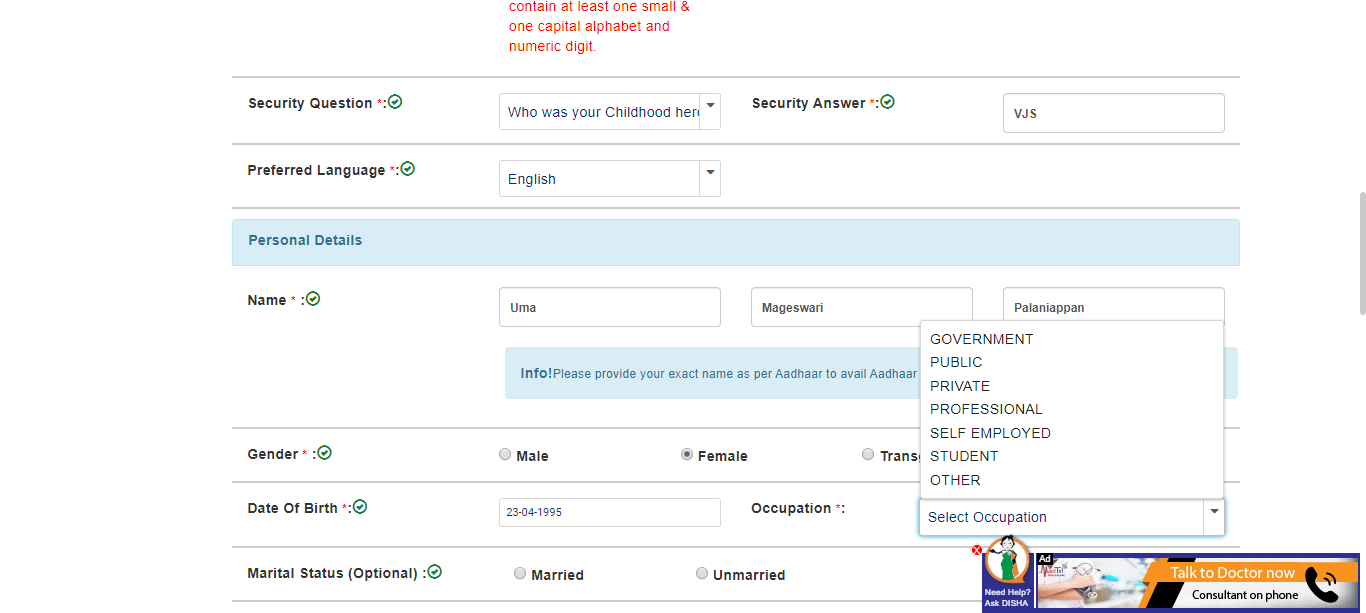 contain at least one small &
one capital alphabet and
numeric digit.
Security Question *:
Who was your Childhood her
Security Answer *:
VJS
Preferred Language *:
English
Personal Details
Name * :
Uma
Mageswari
Palaniappan
Info!Please provide your exact name as per Aadhaar to avail Aadhaar
GOVERNMENT
PUBLIC
PRIVATE
PROFESSIONAL
SELF EMPLOYED
STUDENT
OTHER
Gender * :
Male
Female
Trans
Date Of Birth *:
23-04-1995
Occupation *:
Select Occupation
Marital Status (Optional) :
Married
Unmarried
Need Help?
Ask DISHA
Ad
Talk to Doctor now
Consultant on phone